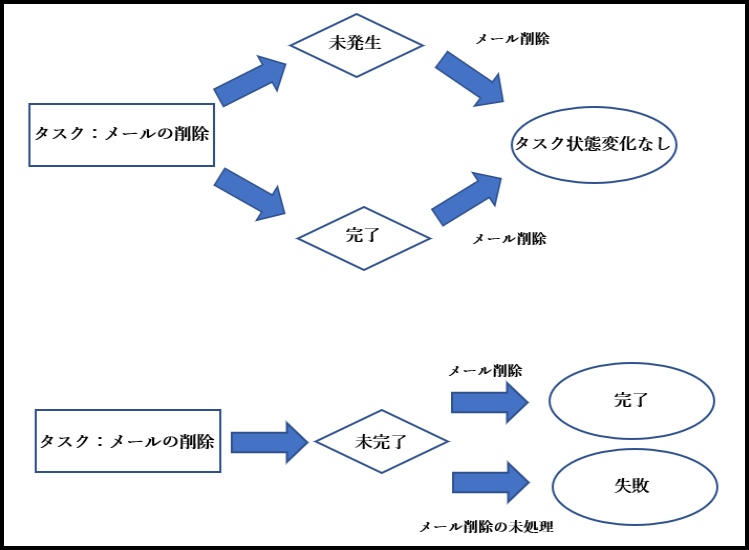 未発生
メール削除
タスク：メールの削除
タスク状態変化なし
完了
メール削除
メール削除
完了
タスク：メールの削除
未完了
失敗
メール削除の未処理